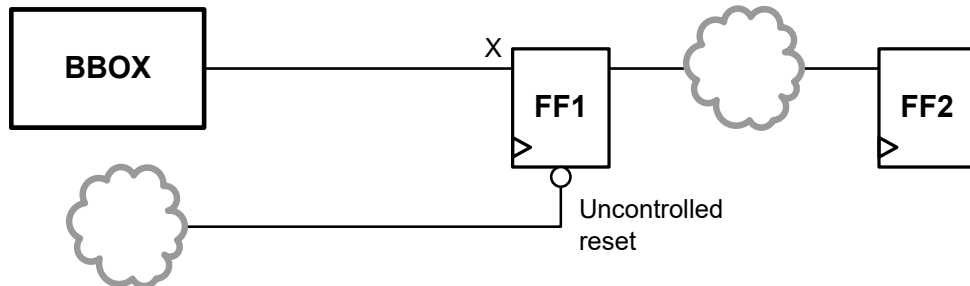 BBOX
X
FF1
FF2
Uncontrolled
reset